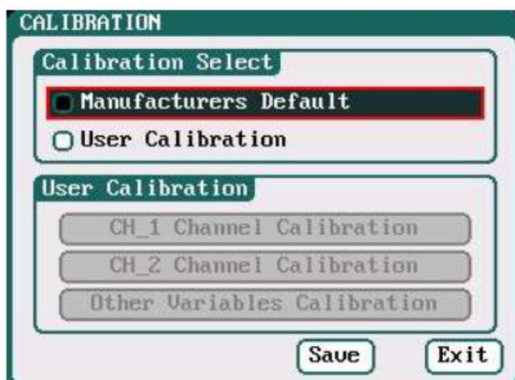 CALIBRATION
Calibration Select
Manufacturers Default
User Calibration
User Calibration
CH_1 Channel Calibration
CH_2 Channel Calibration
Other Variables Calibration
Save Exit